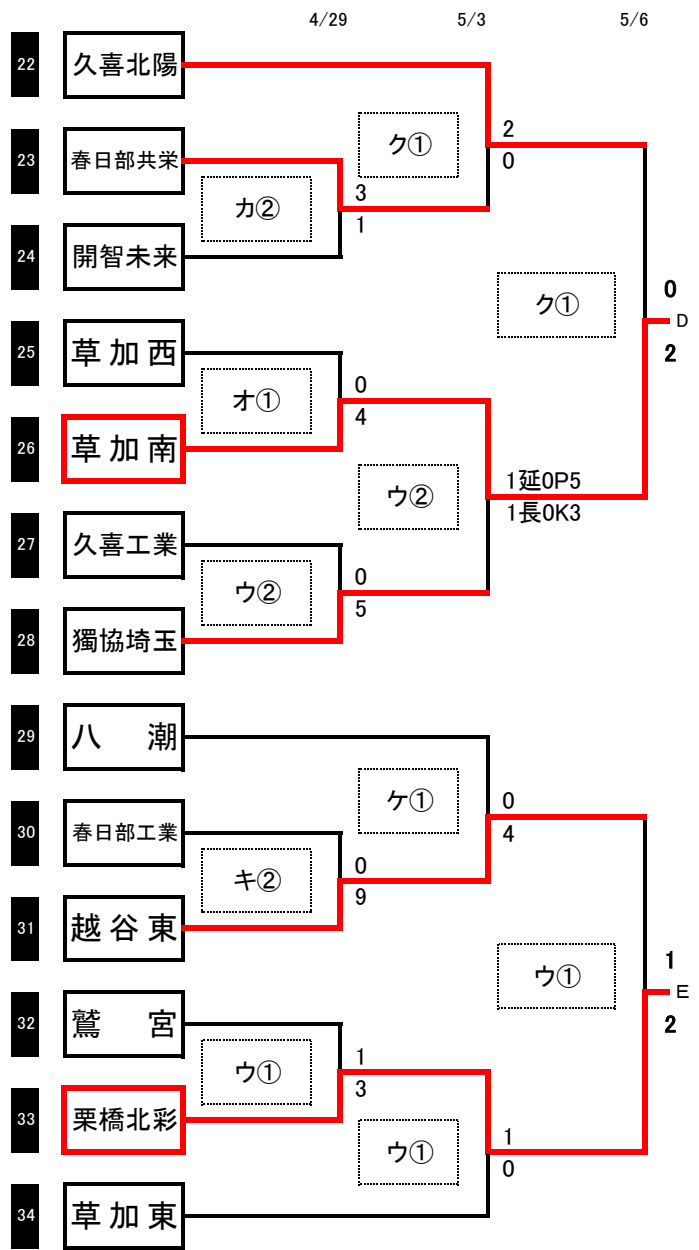 4/29 5/3 5/6
22 久喜北陽
ク① 2
0
23 春日部共栄
カ② 3
1
24 開智未来
ク① 0
D
2
25 草加西
オ① 0
4
26 草加南
ウ② 1延0P5
1長0K3
27 久喜工業
ウ② 0
5
28 獨協埼玉
29 八潮
ケ① 0
4
30 春日部工業
キ② 0
9
31 越谷東
ウ① 1
E
2
32 鷲宮
ウ① 1
3
33 栗橋北彩
ウ① 1
0
34 草加東